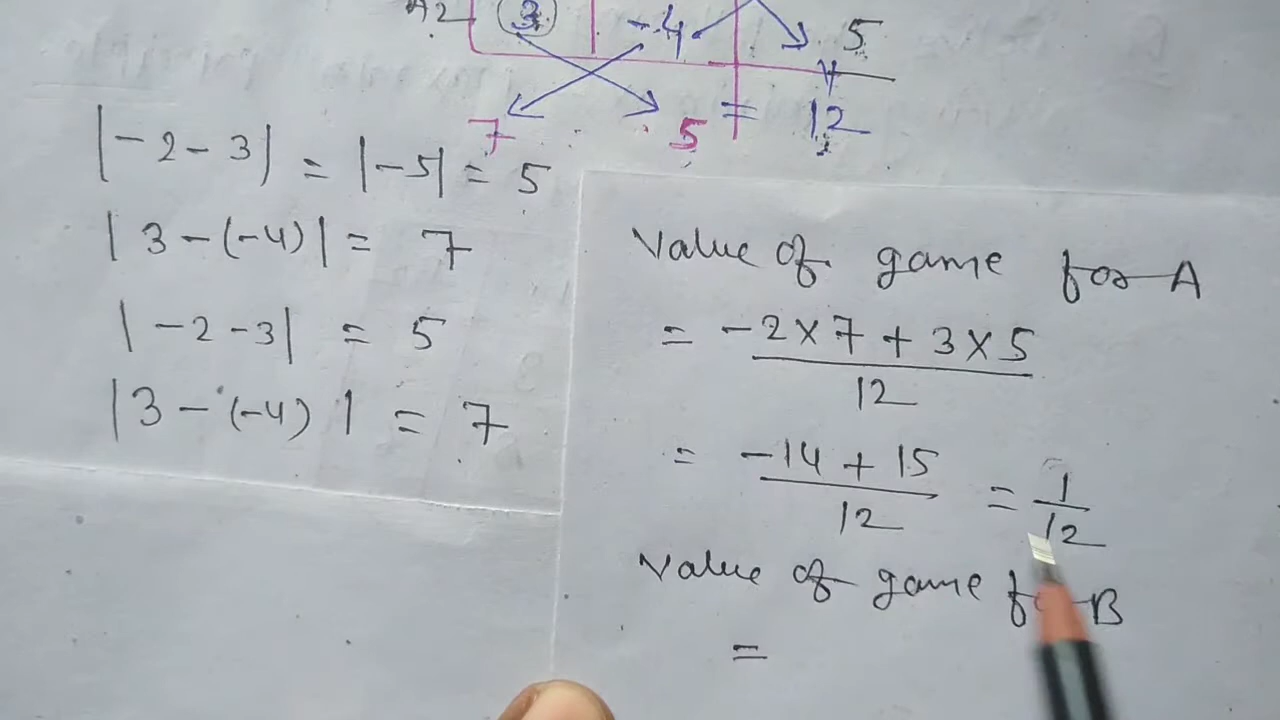 A2 3 -4 5
7 5 = 12
|-2-3| = |-5| = 5
|3-(-4)| = 7
|-2-3| = 5
|3-(-4)| = 7
Value of game for A
= -2×7+3×5
12
= -14+15
12
= 1
12
Value of game for B
=